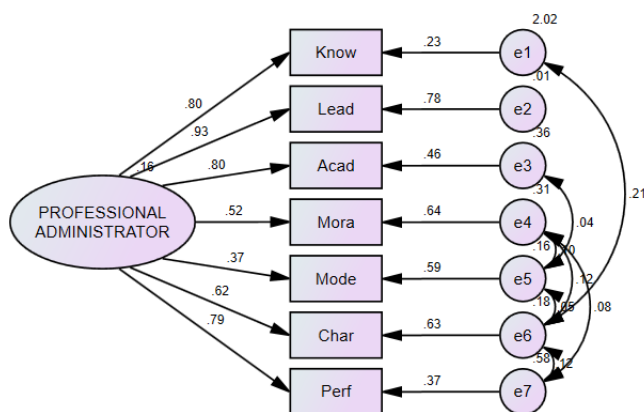 2.02
Know
.23
e1
.01
.80
Lead
.78
e2
.93
.36
.16
.80
Acad
.46
e3
.31
.21
PROFESSIONAL
ADMINISTRATOR
.52
Mora
.64
e4
.04
.16
.37
Mode
.59
e5
.12
.18
.05
.08
.62
Char
.63
e6
.58
.12
.79
Perf
.37
e7